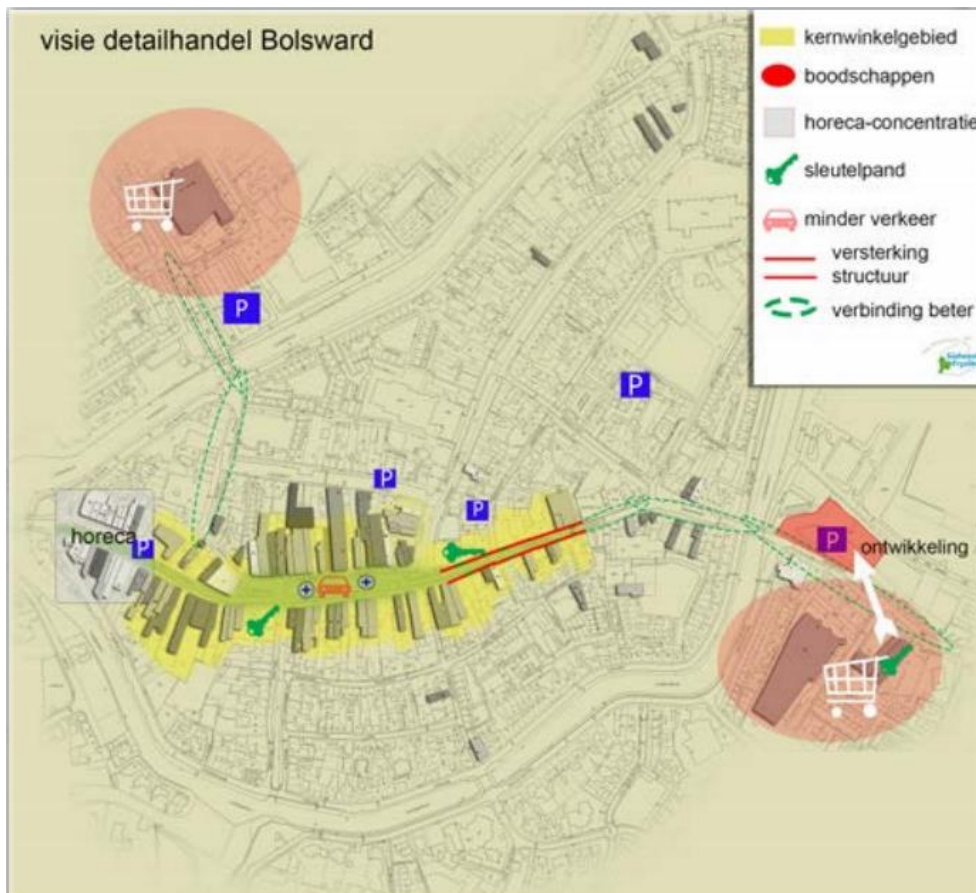 visie detailhandel Bolsward
kernwinkelgebied
boodschappen
horeca-concentratie
sleutelpand
minder verkeer
versterking
structuur
verbinding beter
P
P
P
P
horeca
P
P
ontwikkeling